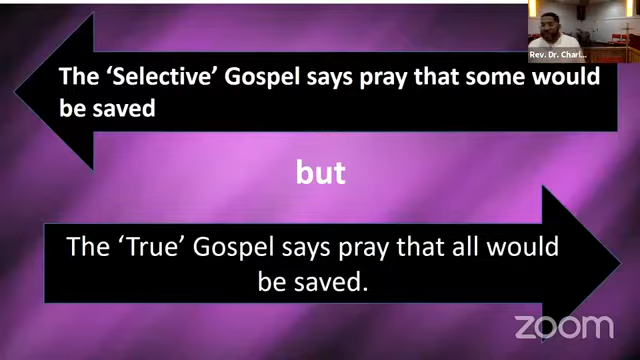 Rev. Dr. Charl...
The ‘Selective’ Gospel says pray that some would
be saved
but
The ‘True’ Gospel says pray that all would
be saved.
zoom